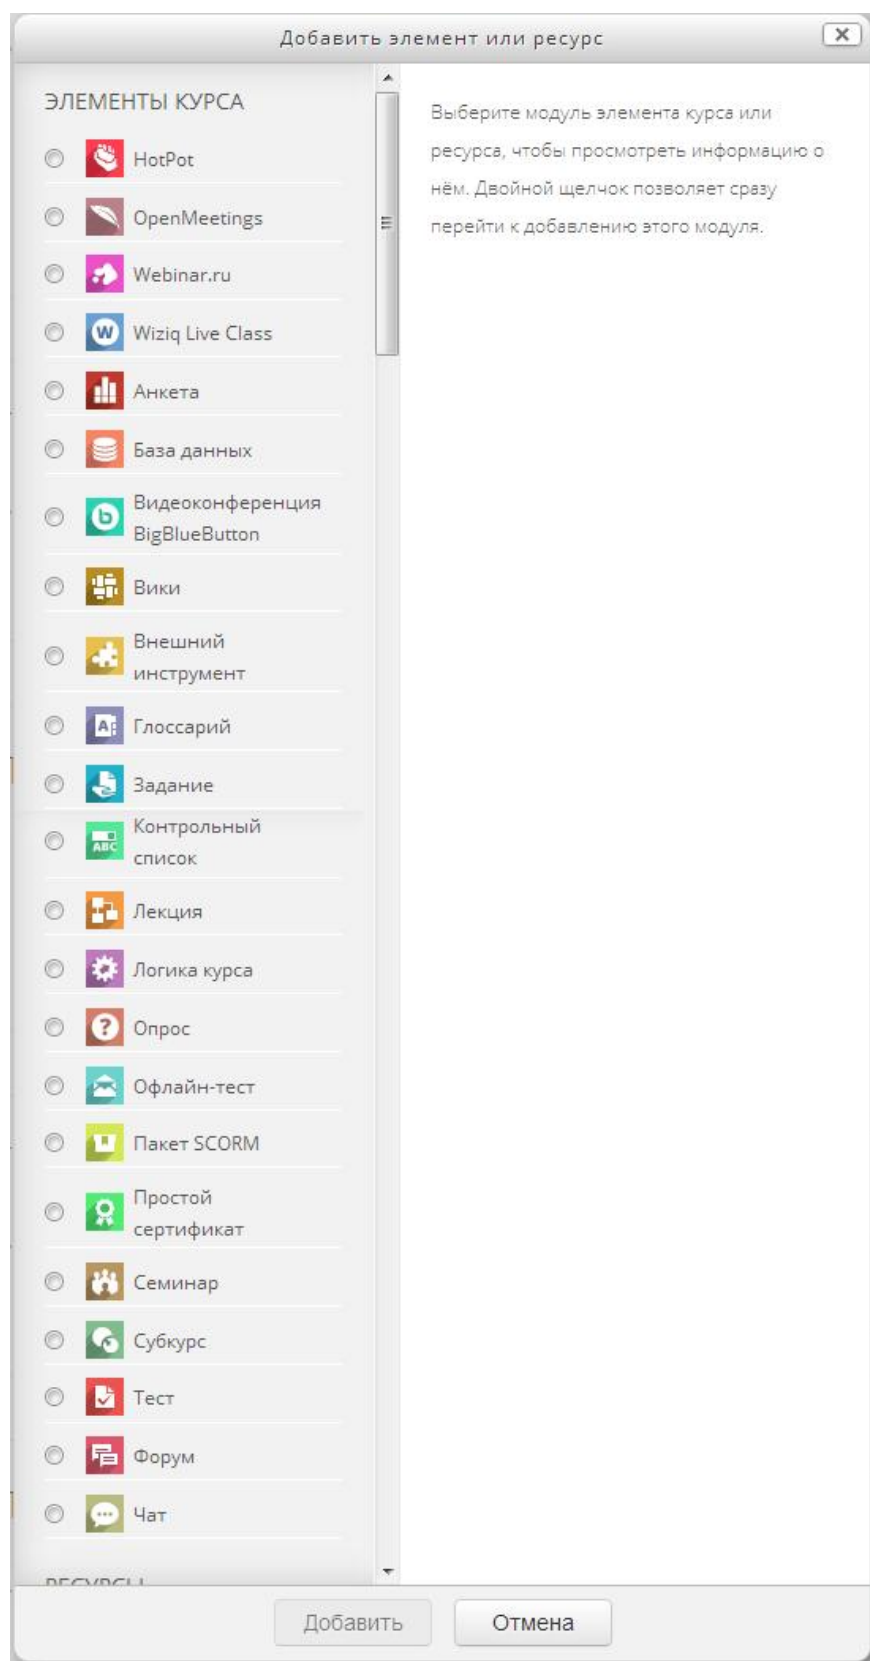 Добавить элемент или ресурс
ЭЛЕМЕНТЫ КУРСА
HotPot
OpenMeetings
Webinar.ru
Wiziq Live Class
Анкета
База данных
Видеоконференция
BigBlueButton
Вики
Внешний
инструмент
Глоссарий
Задание
Контрольный
список
Лекция
Логика курса
Опрос
Офлайн-тест
Пакет SCORM
Простой
сертификат
Семинар
Субкурс
Тест
Форум
Чат
РЕСУРСЫ
Выберите модуль элемента курса или
ресурса, чтобы просмотреть информацию о
нём. Двойной щелчок позволяет сразу
перейти к добавлению этого модуля.
Добавить
Отмена